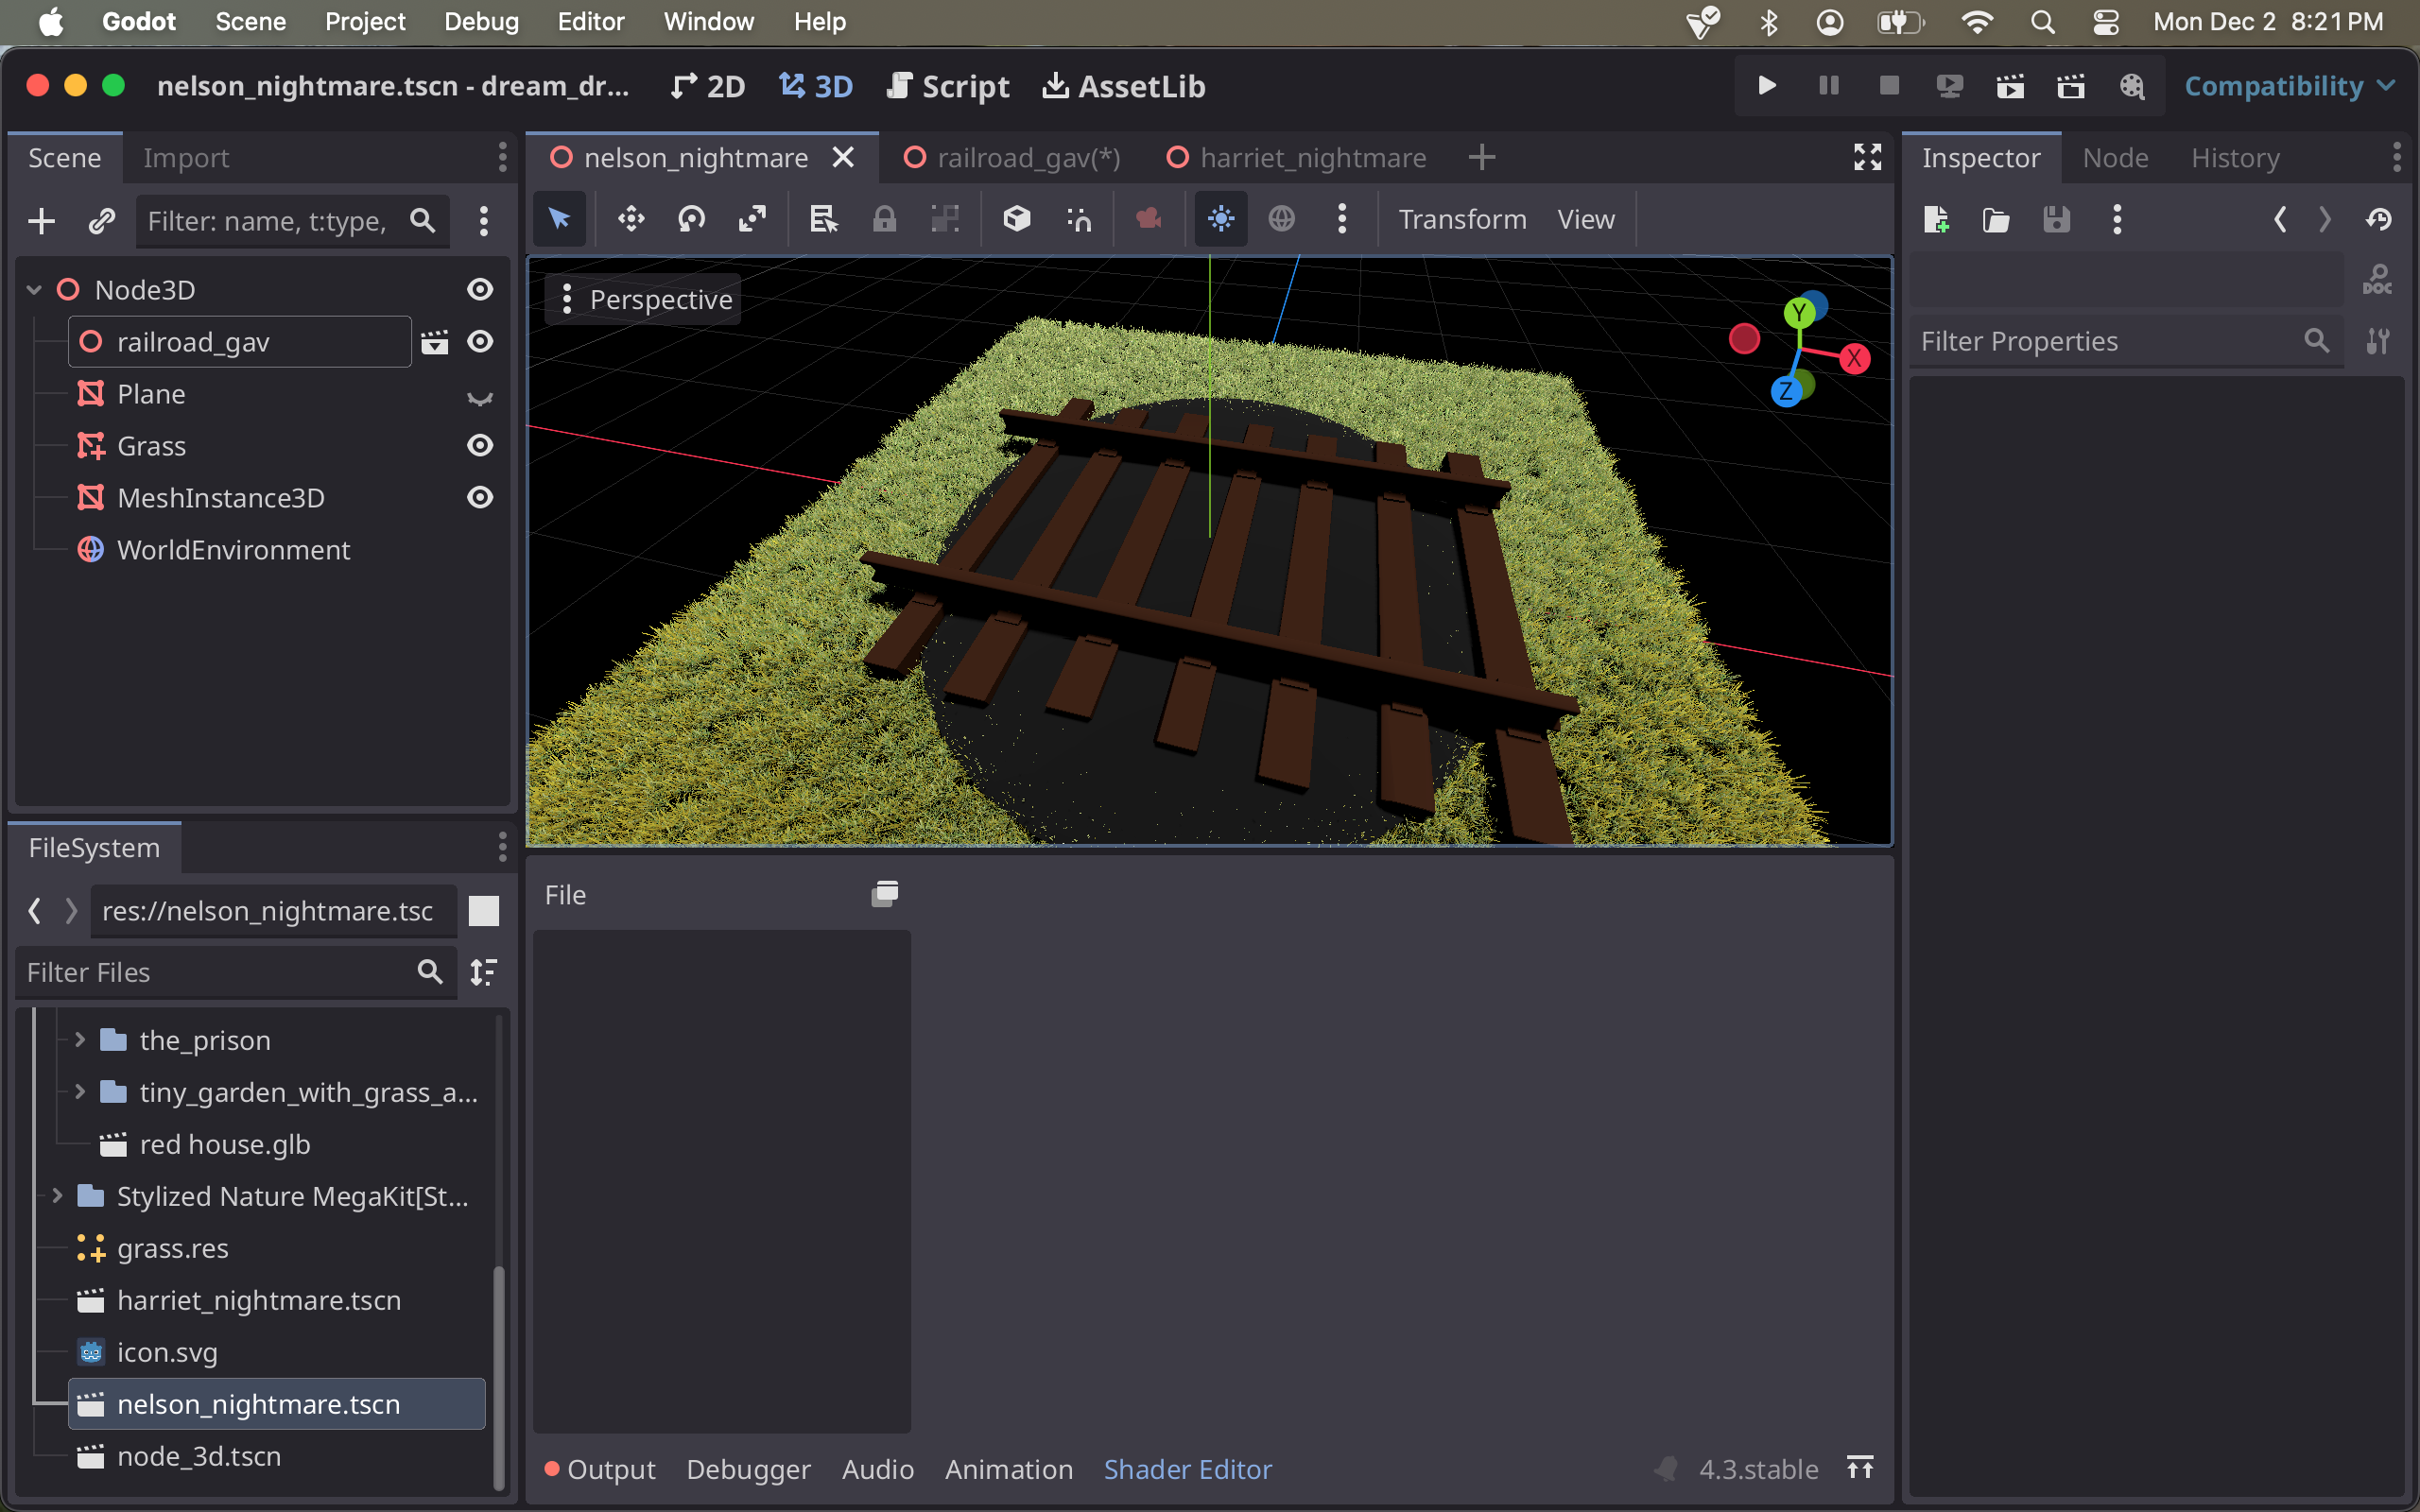 Godot Scene Project Debug Editor Window Help Mon Dec 2 8:21 PM
nelson_nightmare.tscn - dream_dr... 2D 3D Script AssetLib Compatibility
Scene Import
nelson_nightmare railroad_gav(*) harriet_nightmare
Inspector Node History
Filter: name, t:type,
Transform View
Node3D
railroad_gav
Plane
Grass
MeshInstance3D
WorldEnvironment
Perspective
Y
X
Z
DOC
Filter Properties
FileSystem
res://nelson_nightmare.tsc
Filter Files
the_prison
tiny_garden_with_grass_a...
red house.glb
Stylized Nature MegaKit[St...
grass.res
harriet_nightmare.tscn
icon.svg
nelson_nightmare.tscn
node_3d.tscn
File
Output Debugger Audio Animation Shader Editor 4.3.stable